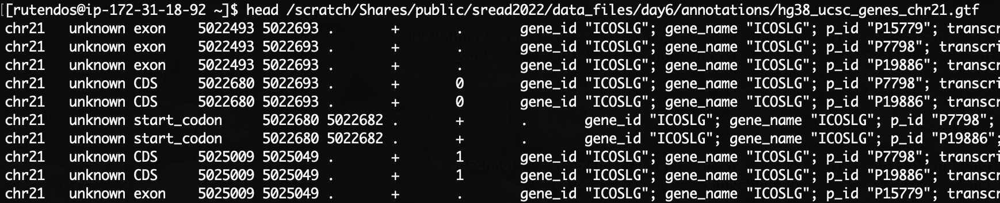 [[rutendos@ip-172-31-18-92 ~]$ head /scratch/Shares/public/sread2022/data_files/day6/annotations/hg38_ucsc_genes_chr21.gtf
chr21 unknown exon 5022493 5022693 . + . gene_id "ICOSLG"; gene_name "ICOSLG"; p_id "P15779"; transcri
chr21 unknown exon 5022493 5022693 . + . gene_id "ICOSLG"; gene_name "ICOSLG"; p_id "P7798"; transcrip
chr21 unknown exon 5022493 5022693 . + . gene_id "ICOSLG"; gene_name "ICOSLG"; p_id "P19886"; transcri
chr21 unknown CDS 5022680 5022693 . + 0 gene_id "ICOSLG"; gene_name "ICOSLG"; p_id "P7798"; transcrip
chr21 unknown CDS 5022680 5022693 . + 0 gene_id "ICOSLG"; gene_name "ICOSLG"; p_id "P19886"; transcri
chr21 unknown start_codon 5022680 5022682 . + . gene_id "ICOSLG"; gene_name "ICOSLG"; p_id "P7798";
chr21 unknown start_codon 5022680 5022682 . + . gene_id "ICOSLG"; gene_name "ICOSLG"; p_id "P19886";
chr21 unknown CDS 5025009 5025049 . + 1 gene_id "ICOSLG"; gene_name "ICOSLG"; p_id "P7798"; transcrip
chr21 unknown CDS 5025009 5025049 . + 1 gene_id "ICOSLG"; gene_name "ICOSLG"; p_id "P19886"; transcri
chr21 unknown exon 5025009 5025049 . + . gene_id "ICOSLG"; gene_name "ICOSLG"; p_id "P15779"; transcri